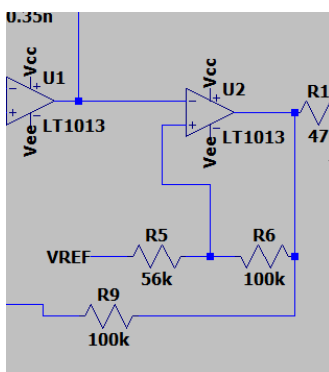 0.35n
Vcc
U1
LT1013
Vee
Vcc
U2
LT1013
Vee
R1
47
VREF
R5
56k
R6
100k
R9
100k